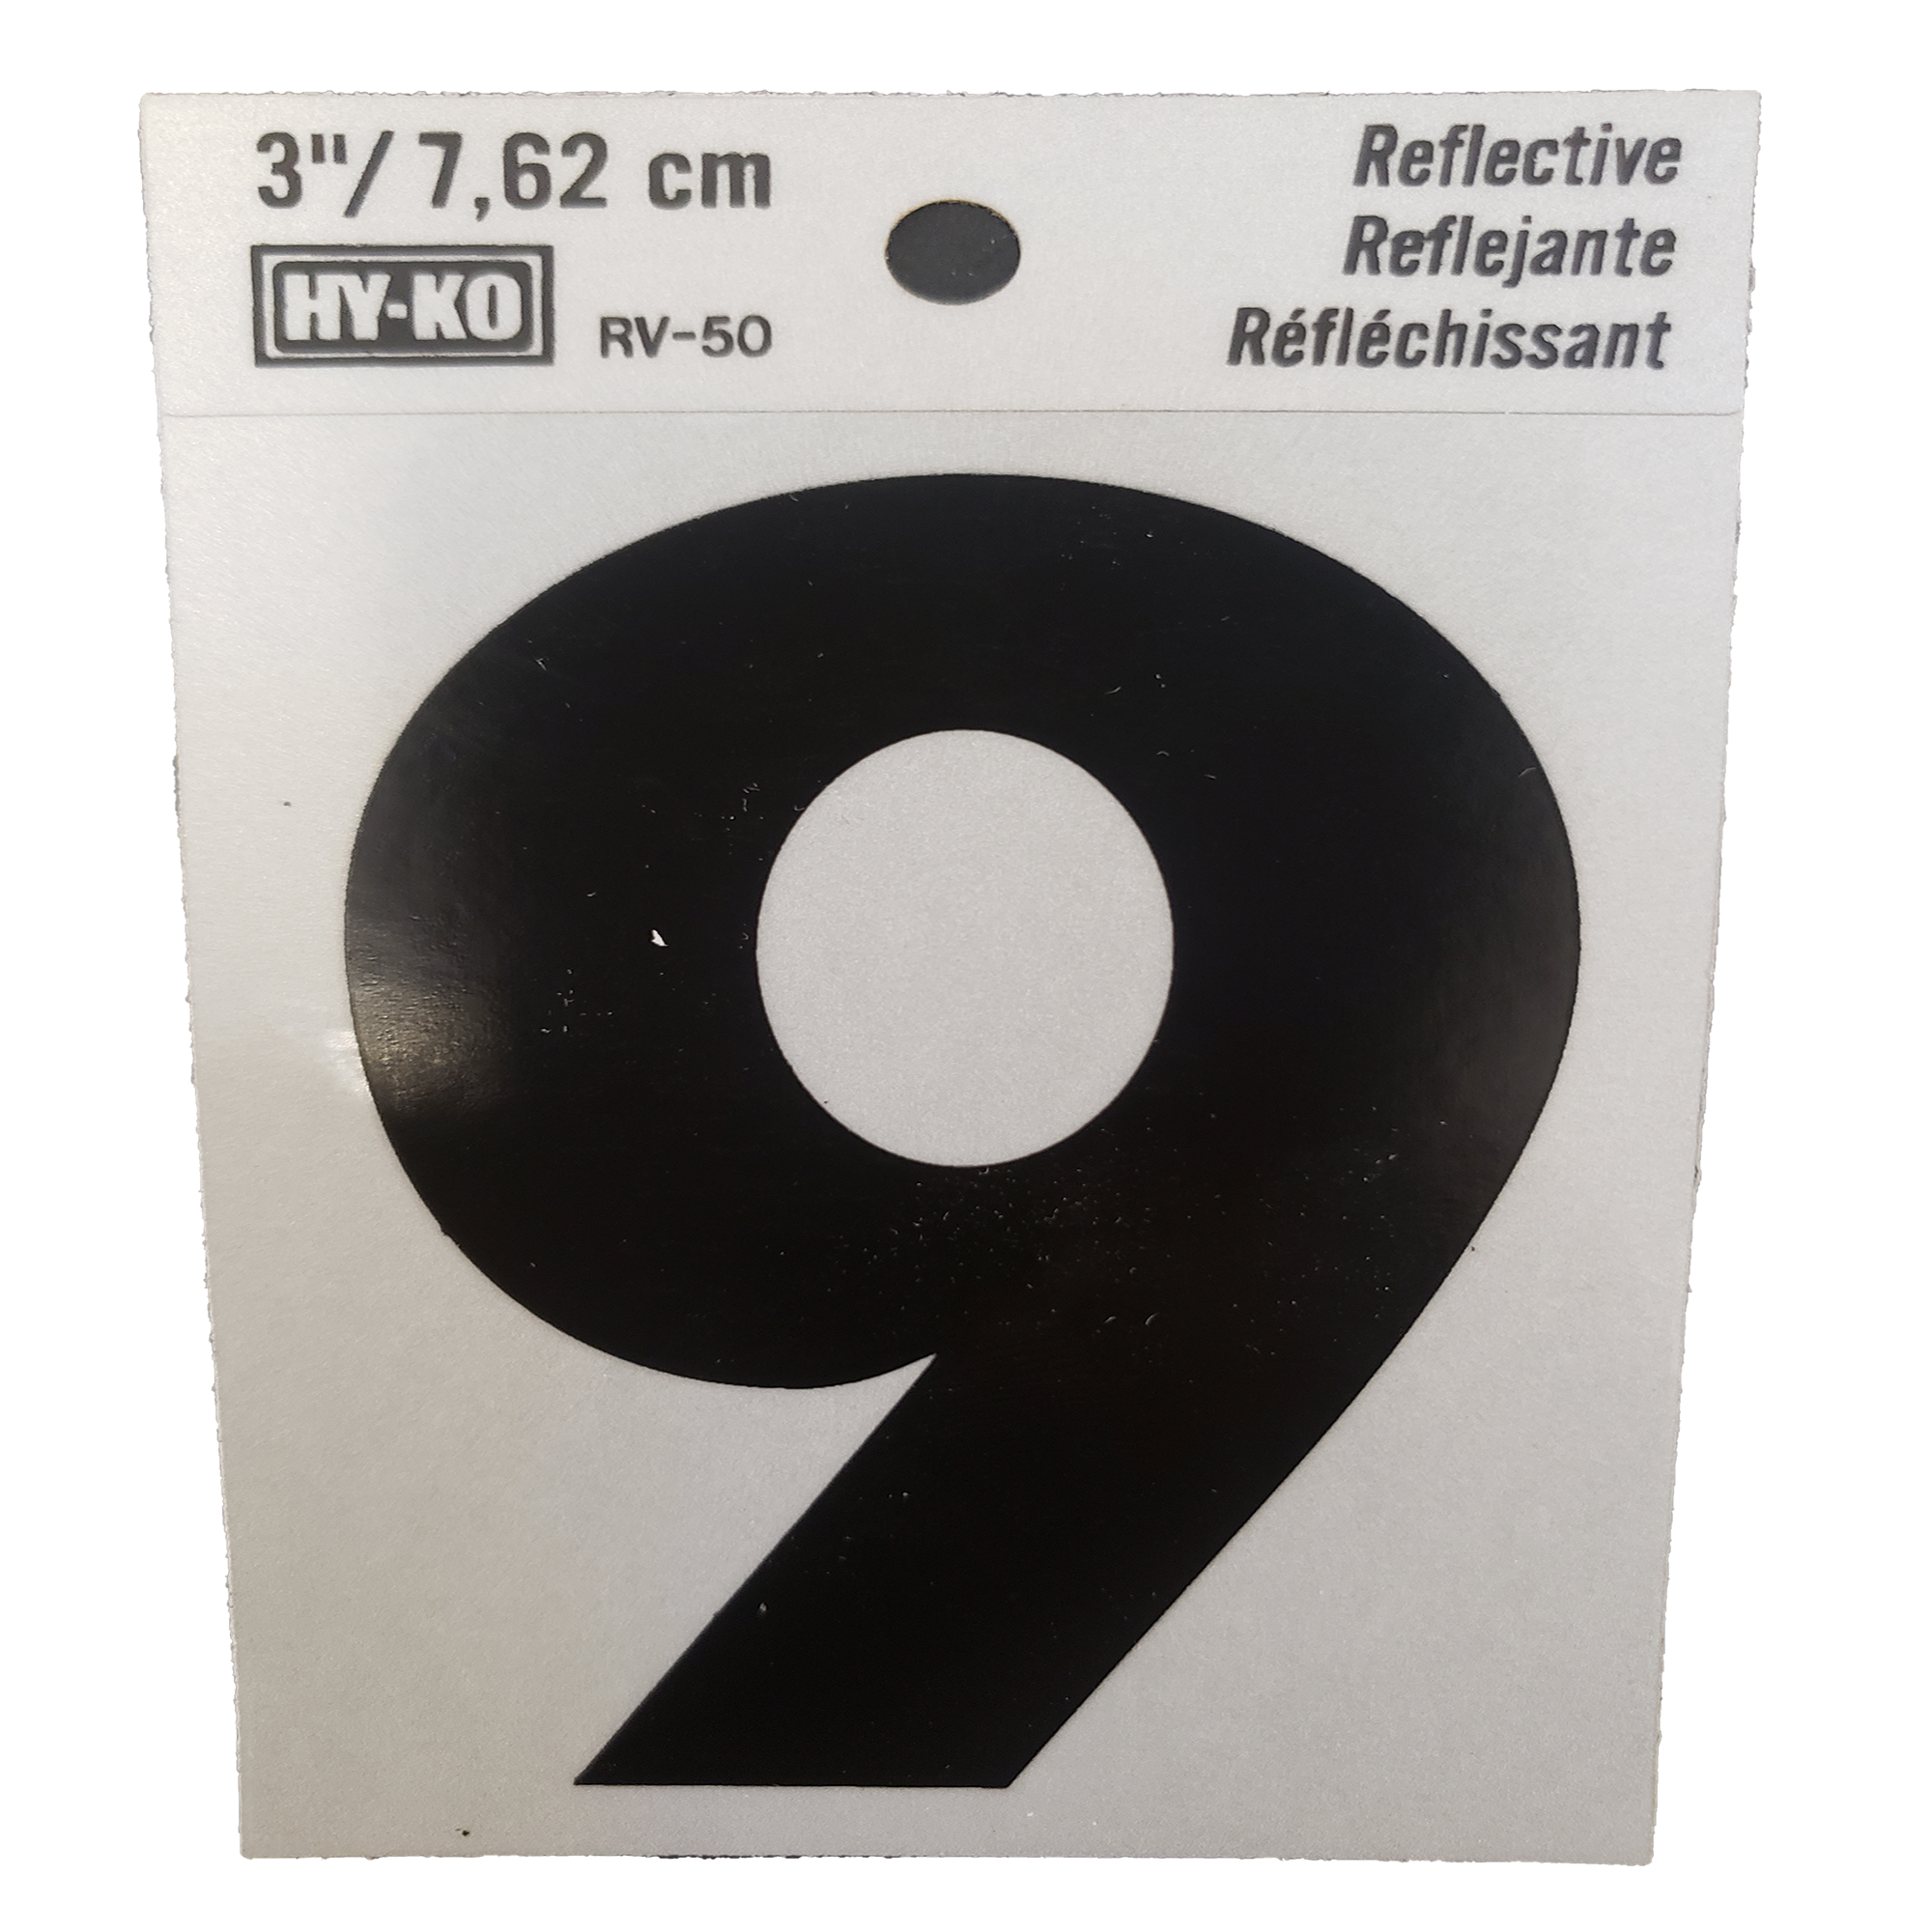 3"/ 7,62 cm
HY-KO RV-50
Reflective
Reflejante
Réfléchissant
9